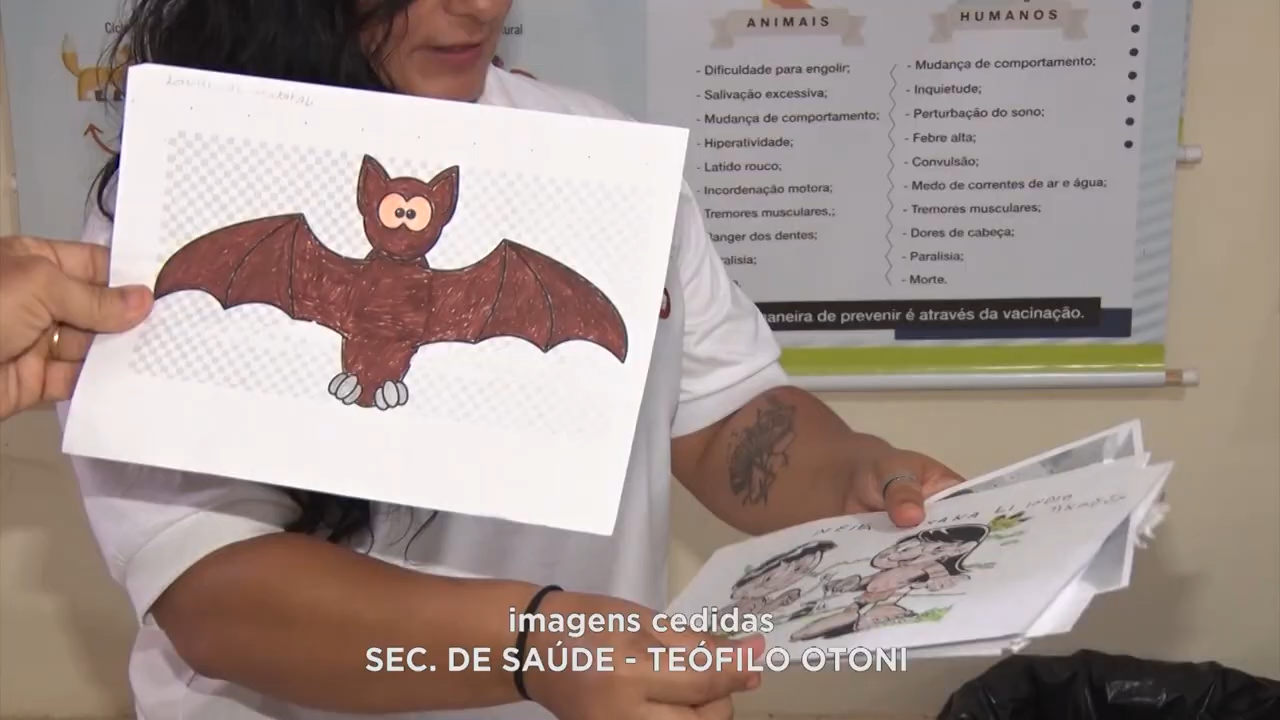 ANIMAIS
- Dificuldade para engolir;
- Salivação excessiva;
- Mudança de comportamento;
- Hiperatividade;
- Latido rouco;
- Incordenação motora;
Tremores musculares,;
anger dos dentes;
ralisia;
HUMANOS
- Mudança de comportamento;
- Inquietude;
- Perturbação do sono;
- Febre alta;
- Convulsão;
- Medo de correntes de ar e água;
- Tremores musculares;
- Dores de cabeça;
- Paralisia;
- Morte.
aneira de prevenir é através da vacinação.
imagens cedidas
SEC. DE SAÚDE - TEÓFILO OTONI